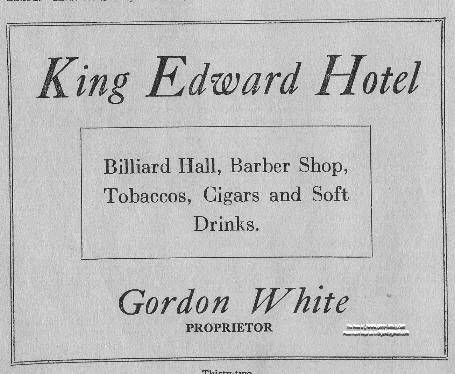 King Edward Hotel
Billiard Hall, Barber Shop,
Tobaccos, Cigars and Soft
Drinks.
Gordon White
PROPRIETOR